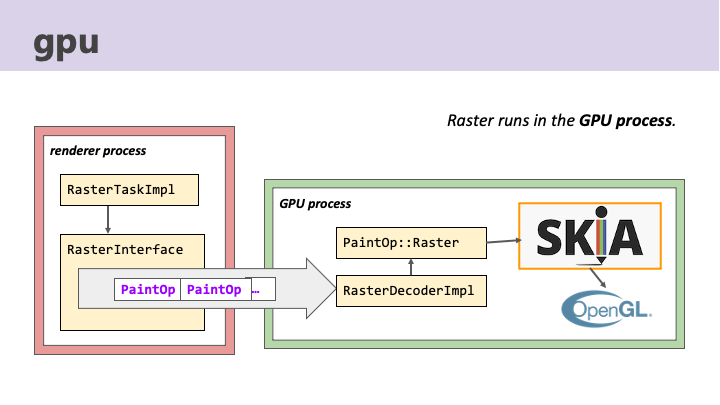 gpu
Raster runs in the GPU process.
renderer process
RasterTaskImpl
RasterInterface
PaintOp PaintOp …
GPU process
PaintOp::Raster
RasterDecoderImpl
SKiA
OpenGL®